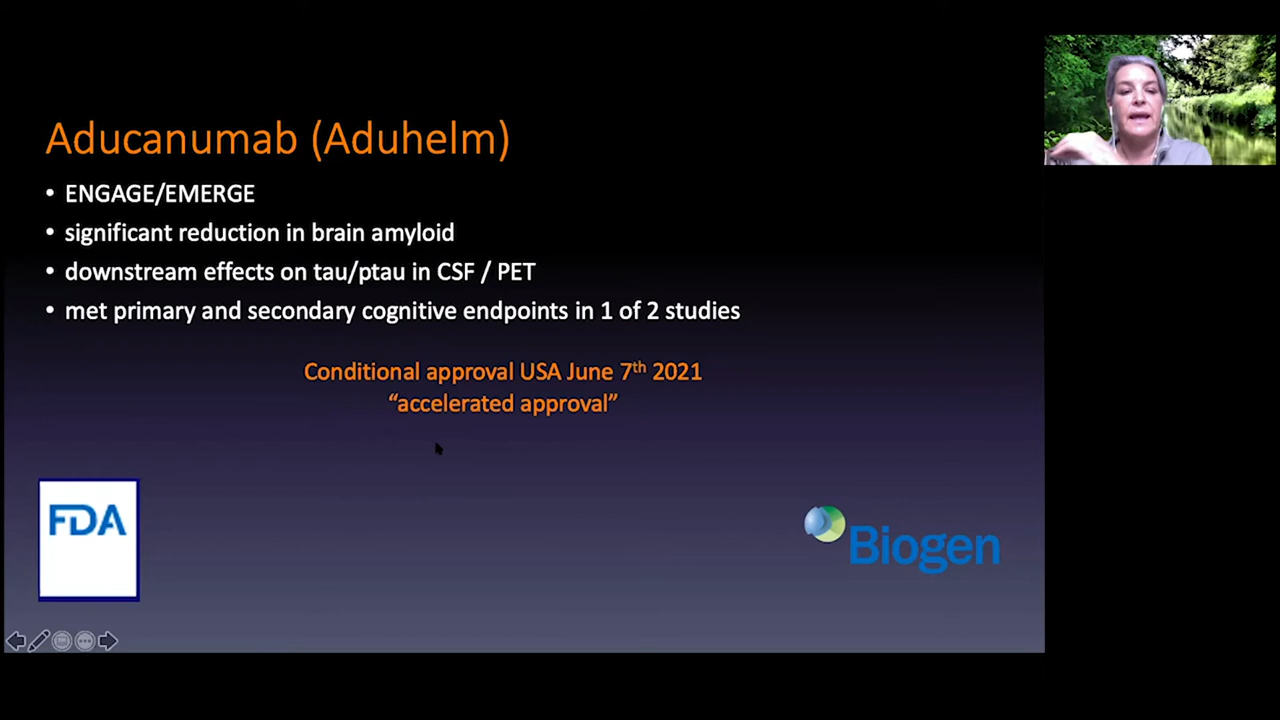 Aducanumab (Aduhelm)
• ENGAGE/EMERGE
• significant reduction in brain amyloid
• downstream effects on tau/ptau in CSF / PET
• met primary and secondary cognitive endpoints in 1 of 2 studies
Conditional approval USA June 7th 2021
“accelerated approval”
FDA
Biogen